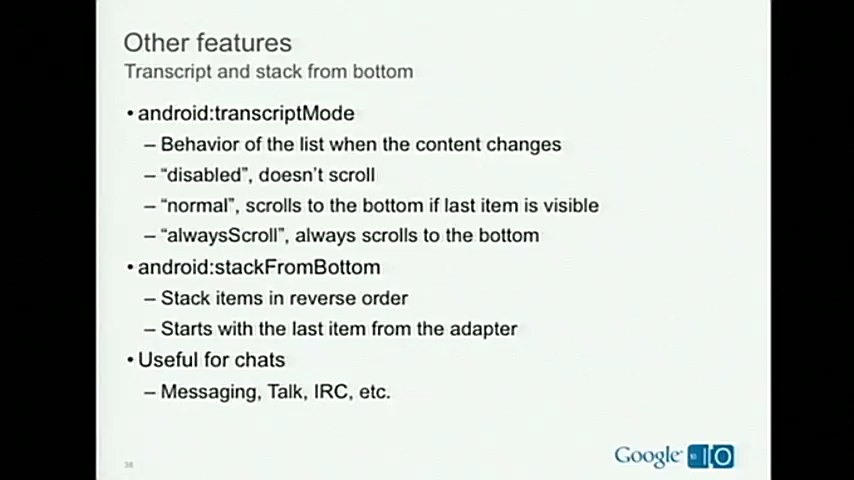 Other features
Transcript and stack from bottom
• android:transcriptMode
– Behavior of the list when the content changes
– “disabled”, doesn’t scroll
– “normal”, scrolls to the bottom if last item is visible
– “alwaysScroll”, always scrolls to the bottom
• android:stackFromBottom
– Stack items in reverse order
– Starts with the last item from the adapter
• Useful for chats
– Messaging, Talk, IRC, etc.
38
Google 10 IO